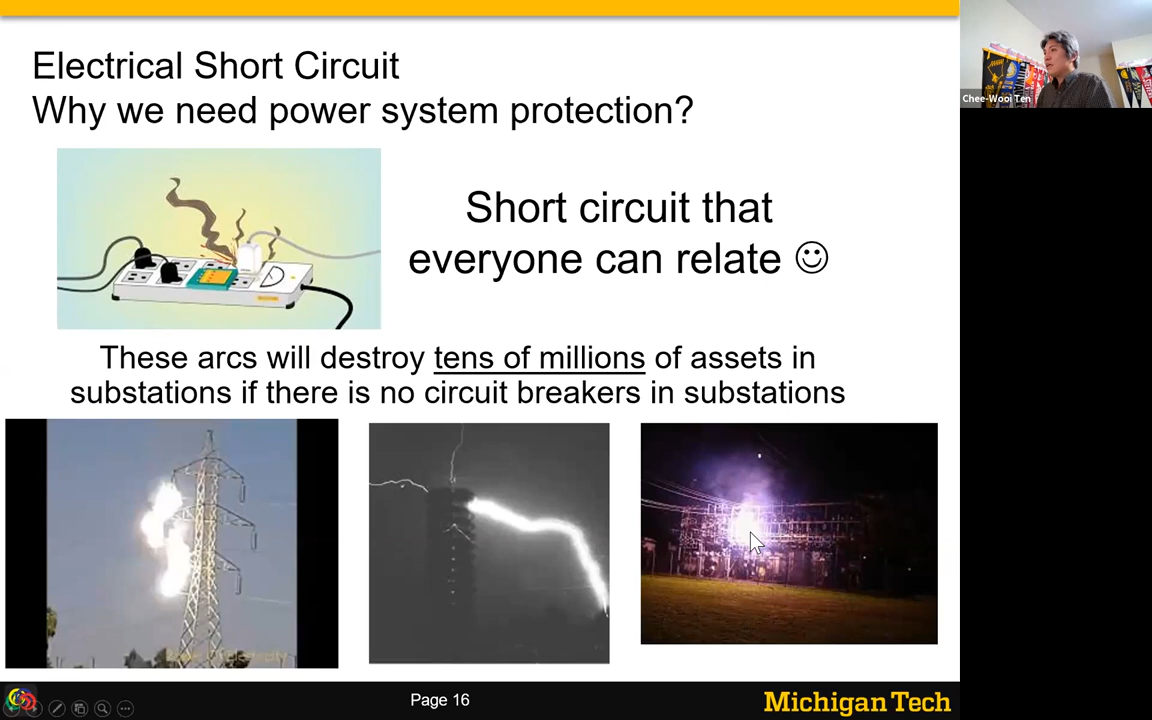 Electrical Short Circuit
Why we need power system protection?
Chee-Wooi Ten
Short circuit that
everyone can relate ☺
These arcs will destroy tens of millions of assets in
substations if there is no circuit breakers in substations
Page 16
Michigan Tech